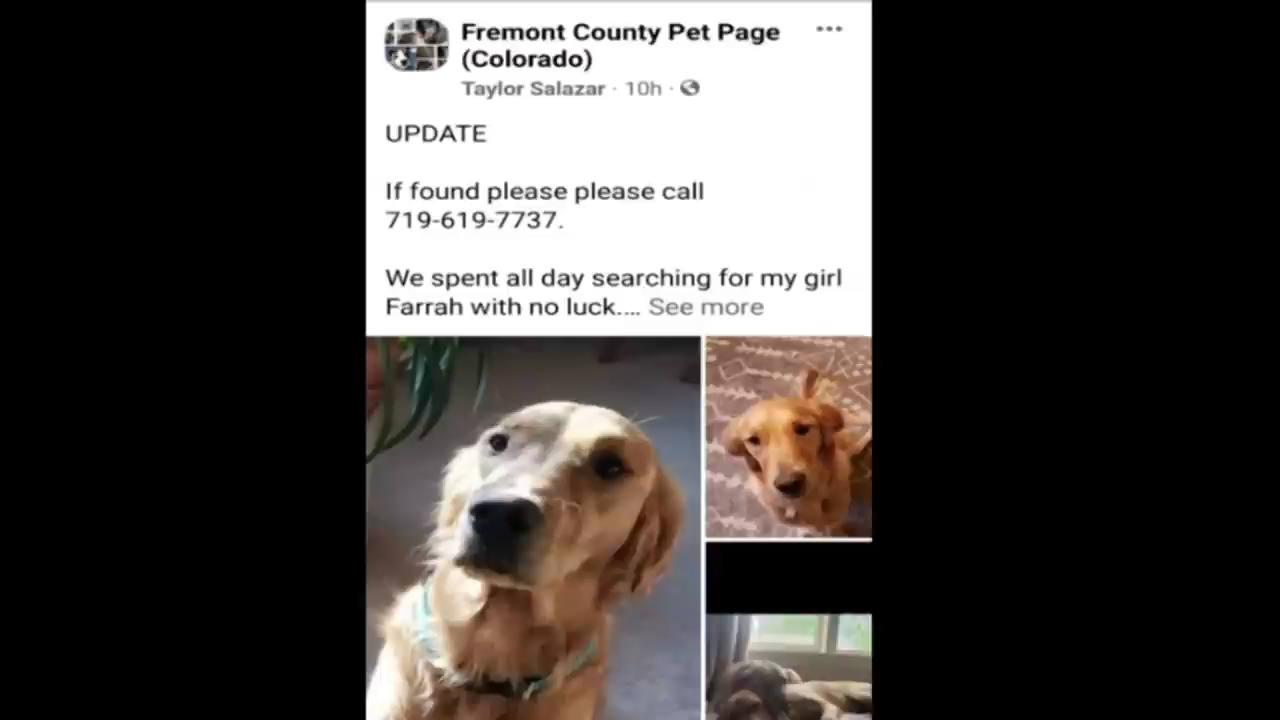 Fremont County Pet Page
(Colorado)
Taylor Salazar · 10h ·
UPDATE
If found please please call
719-619-7737.
We spent all day searching for my girl
Farrah with no luck.... See more